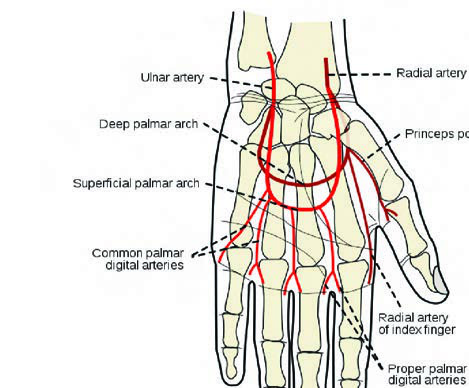 Ulnar artery
Radial artery
Deep palmar arch
Princeps
Superficial palmar arch
Common palmar
digital arteries
Radial artery
of index finger
Proper palmar
digital arteries